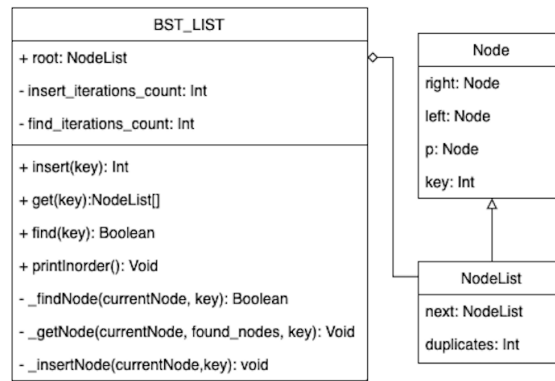 BST_LIST
+ root: NodeList
- insert_iterations_count: Int
- find_iterations_count: Int
+ insert(key): Int
+ get(key):NodeList[]
+ find(key): Boolean
+ printInorder(): Void
- _findNode(currentNode, key): Boolean
- _getNode(currentNode, found_nodes, key): Void
- _insertNode(currentNode,key): void
Node
right: Node
left: Node
p: Node
key: Int
NodeList
next: NodeList
duplicates: Int